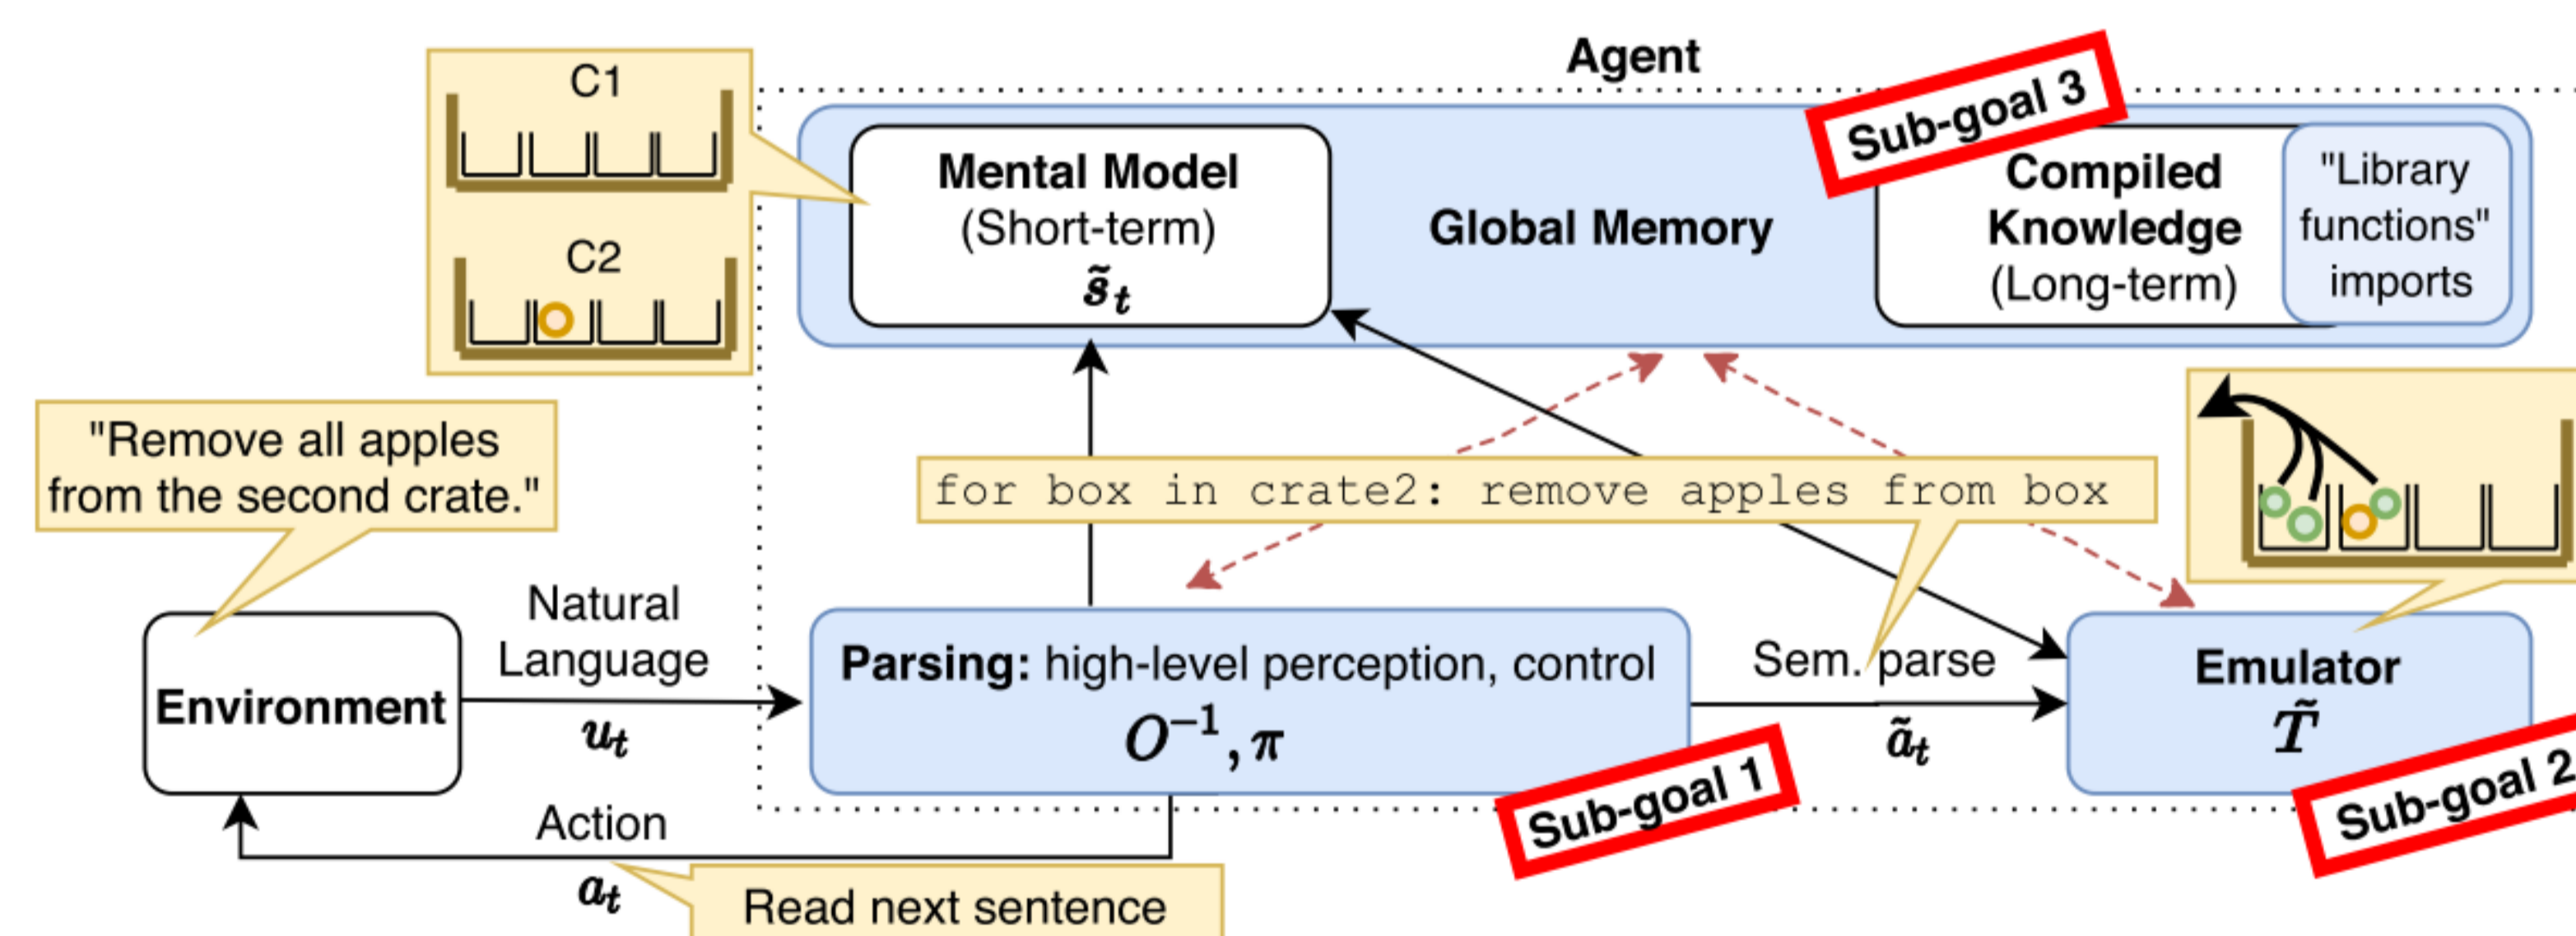 Agent
C1
C2
Sub-goal 3
Mental Model
(Short-term)
s̃ₜ
Global Memory
Compiled
Knowledge
(Long-term)
"Library
functions"
imports
"Remove all apples
from the second crate."
for box in crate2: remove apples from box
Environment
Natural
Language
uₜ
Parsing: high-level perception, control
O⁻¹, π
Sem. parse
ãₜ
Emulator
T̃
Sub-goal 1
Sub-goal 2
Action
aₜ
Read next sentence